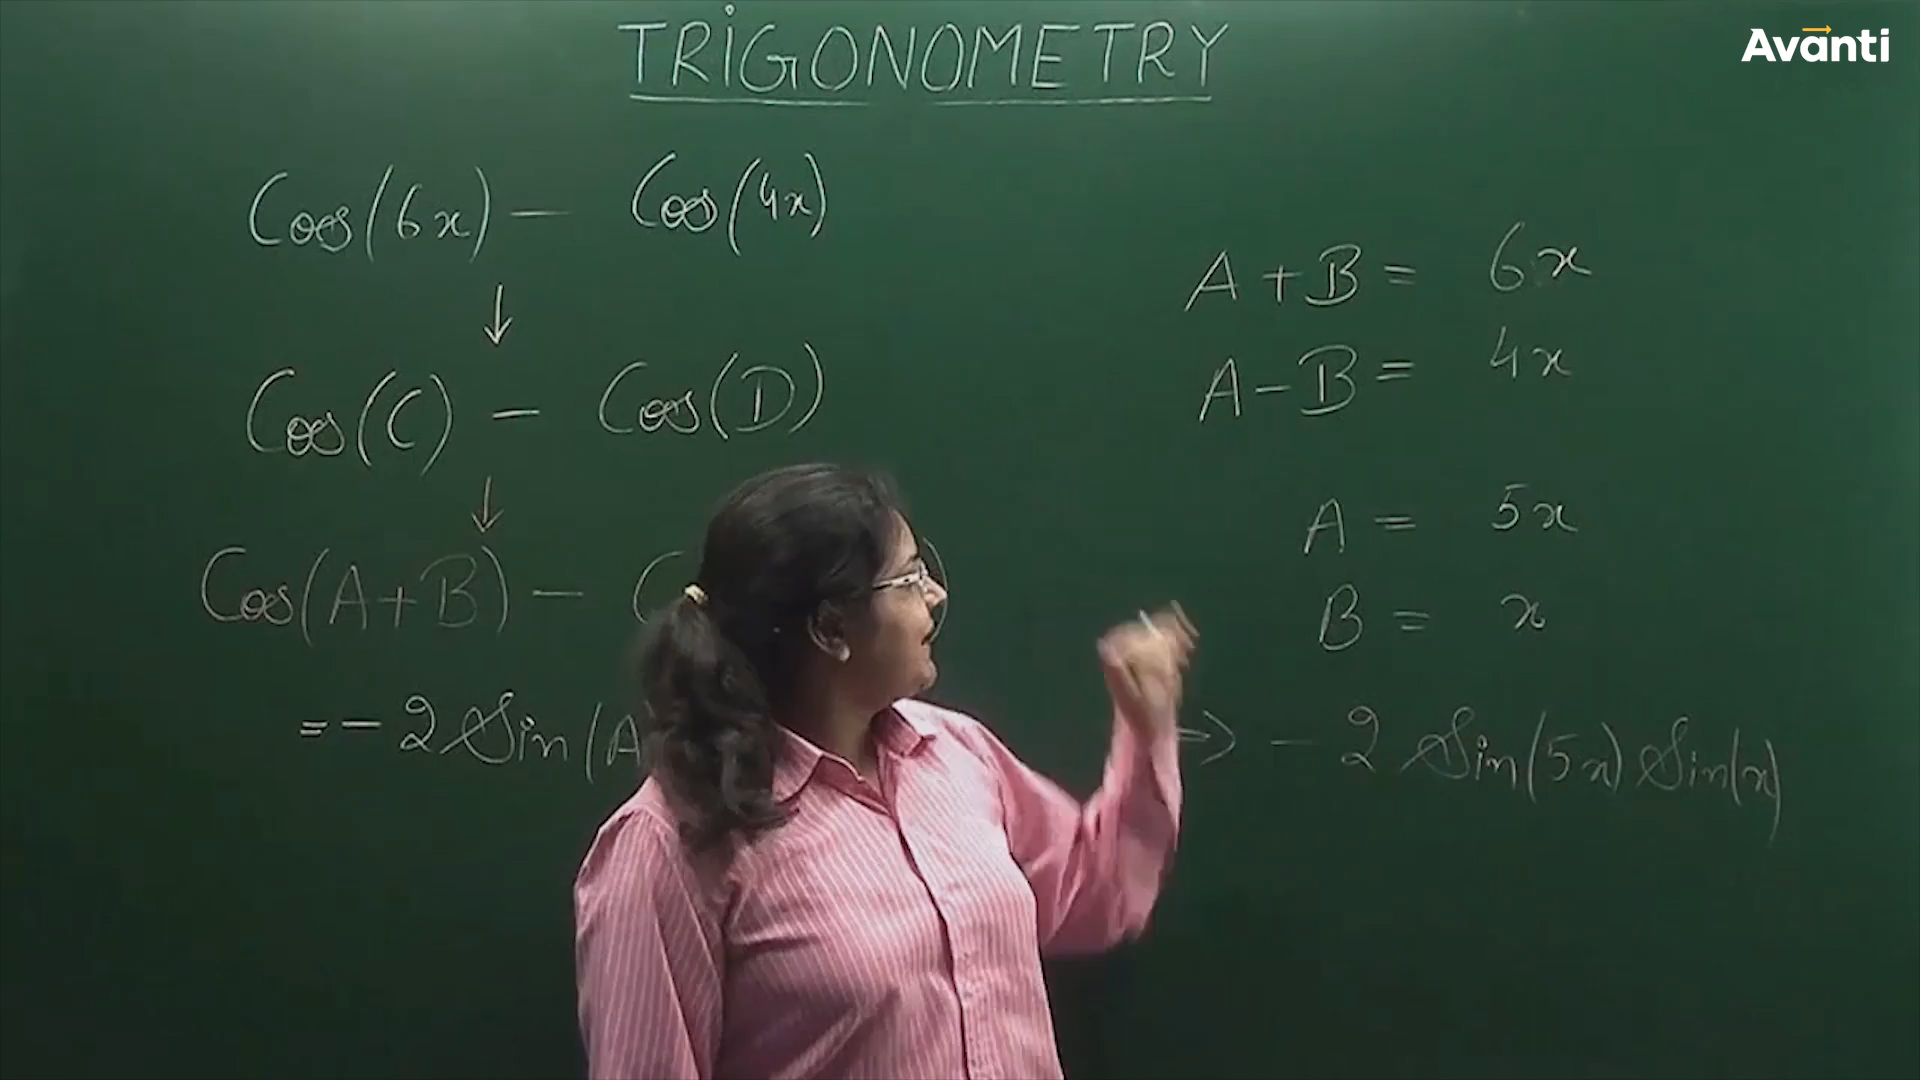 Avanti
TRIGONOMETRY
Cos(6x) - Cos(4x)
↓
Cos(C) - Cos(D)
↓
Cos(A+B) - C )
= - 2 Sin(A
A + B = 6x
A - B = 4x
A = 5x
B = x
→ - 2 Sin(5x) Sin(x)